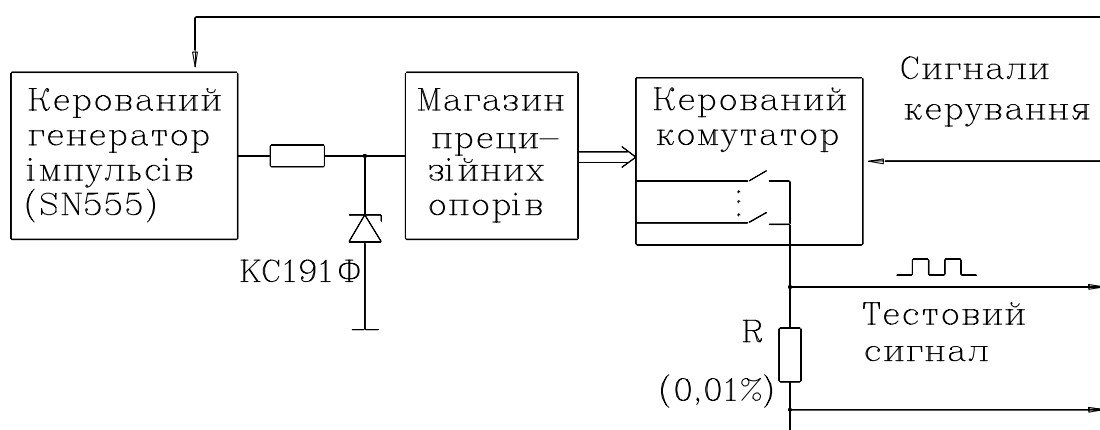 Керований
генератор
імпульсів
(SN555)
КС191Ф
Магазин
преци–
зійних
опорів
Керований
комутатор
Сигнали
керування
Тестовий
сигнал
R
(0,01%)